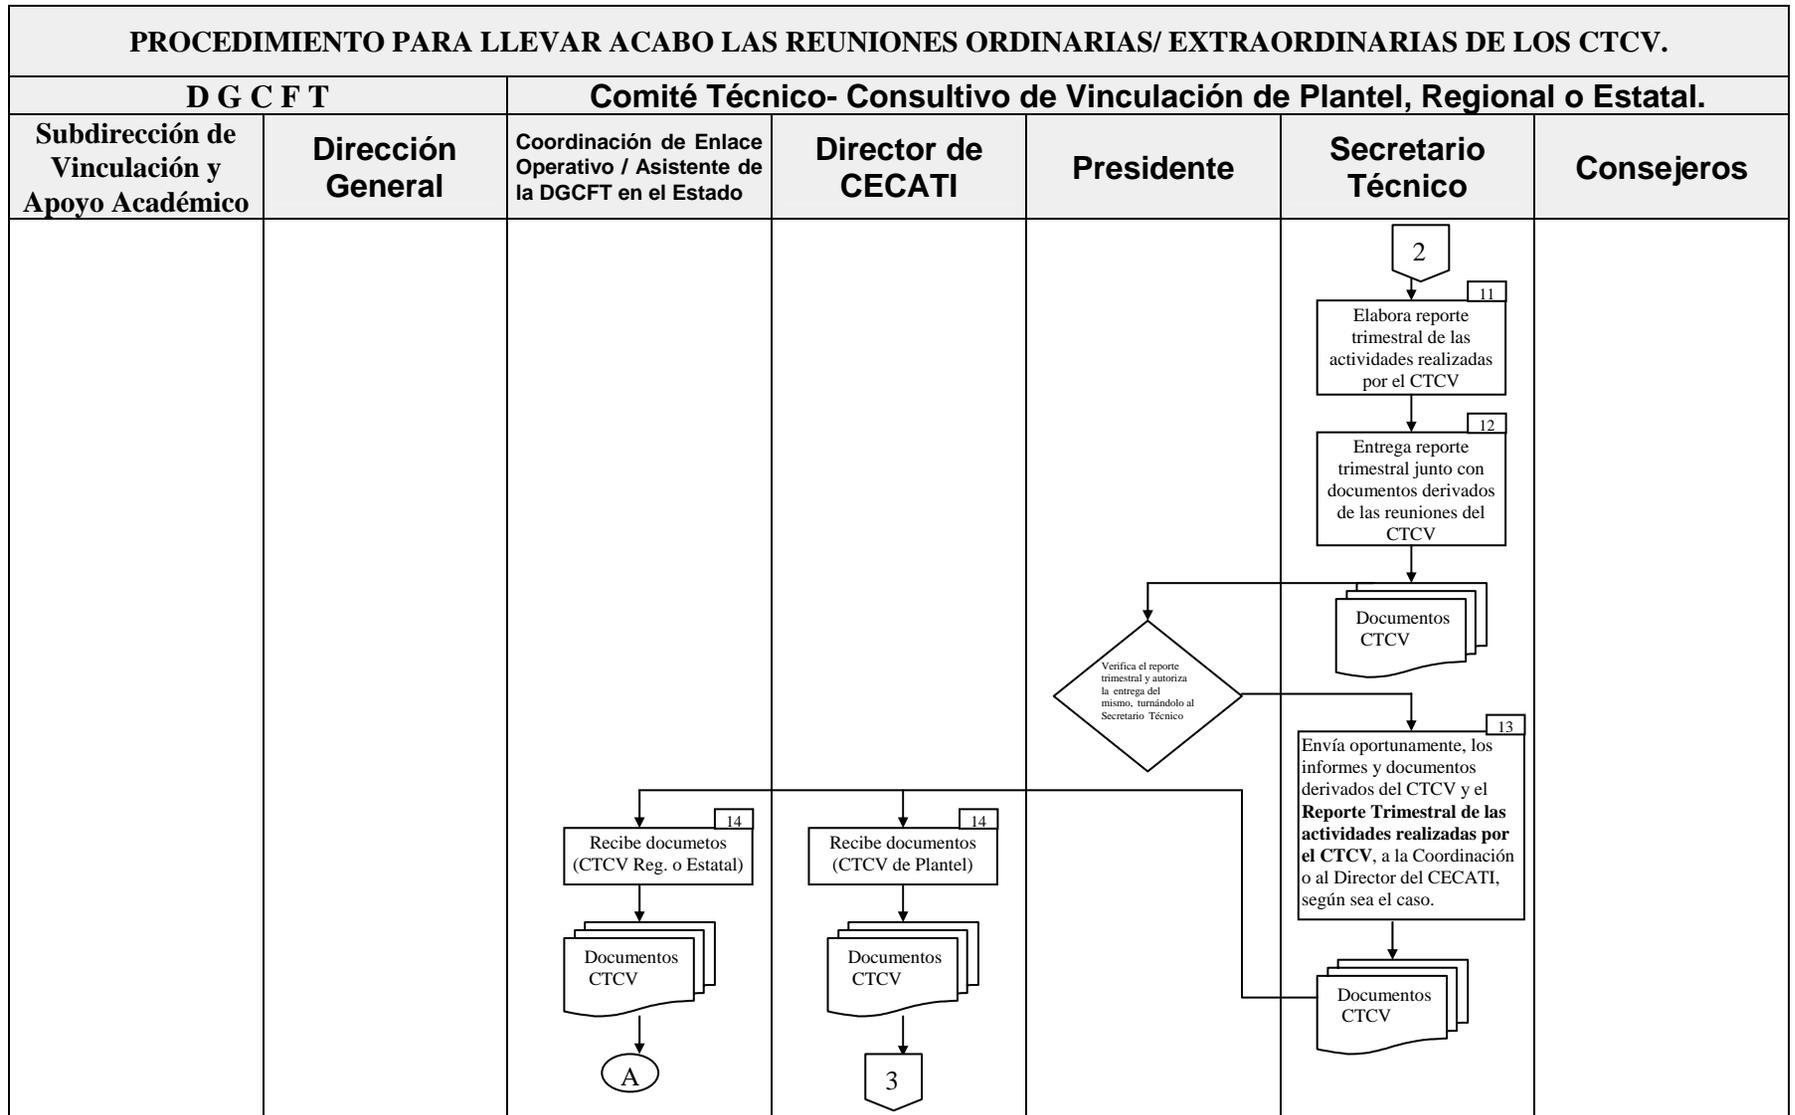 PROCEDIMIENTO PARA LLEVAR ACABO LAS REUNIONES ORDINARIAS/ EXTRAORDINARIAS DE LOS CTCV.
D G C F T
Comité Técnico- Consultivo de Vinculación de Plantel, Regional o Estatal.
Subdirección de
Vinculación y
Apoyo Académico
Dirección
General
Coordinación de Enlace
Operativo / Asistente de
la DGCFT en el Estado
Director de
CECATI
Presidente
Secretario
Técnico
Consejeros
2
11
Elabora reporte
trimestral de las
actividades realizadas
por el CTCV
12
Entrega reporte
trimestral junto con
documentos derivados
de las reuniones del
CTCV
Documentos
CTCV
Verifica el reporte
trimestral y autoriza
la entrega del
mismo, turnándolo al
Secretario Técnico
13
Envía oportunamente, los
informes y documentos
derivados del CTCV y el
Reporte Trimestral de las
actividades realizadas por
el CTCV, a la Coordinación
o al Director del CECATI,
según sea el caso.
Documentos
CTCV
14
Recibe documetos
(CTCV Reg. o Estatal)
Documentos
CTCV
A
14
Recibe documentos
(CTCV de Plantel)
Documentos
CTCV
3